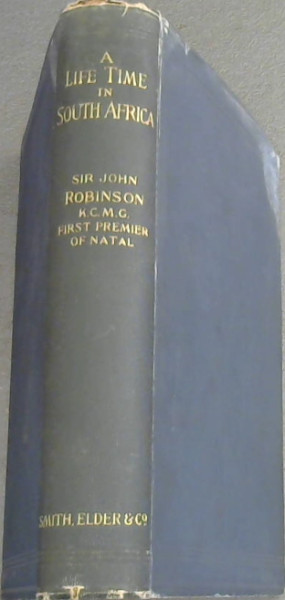 A
LIFE TIME
IN
SOUTH AFRICA
SIR JOHN
ROBINSON
K.C.M.G.
FIRST PREMIER
OF NATAL
SMITH, ELDER & Co